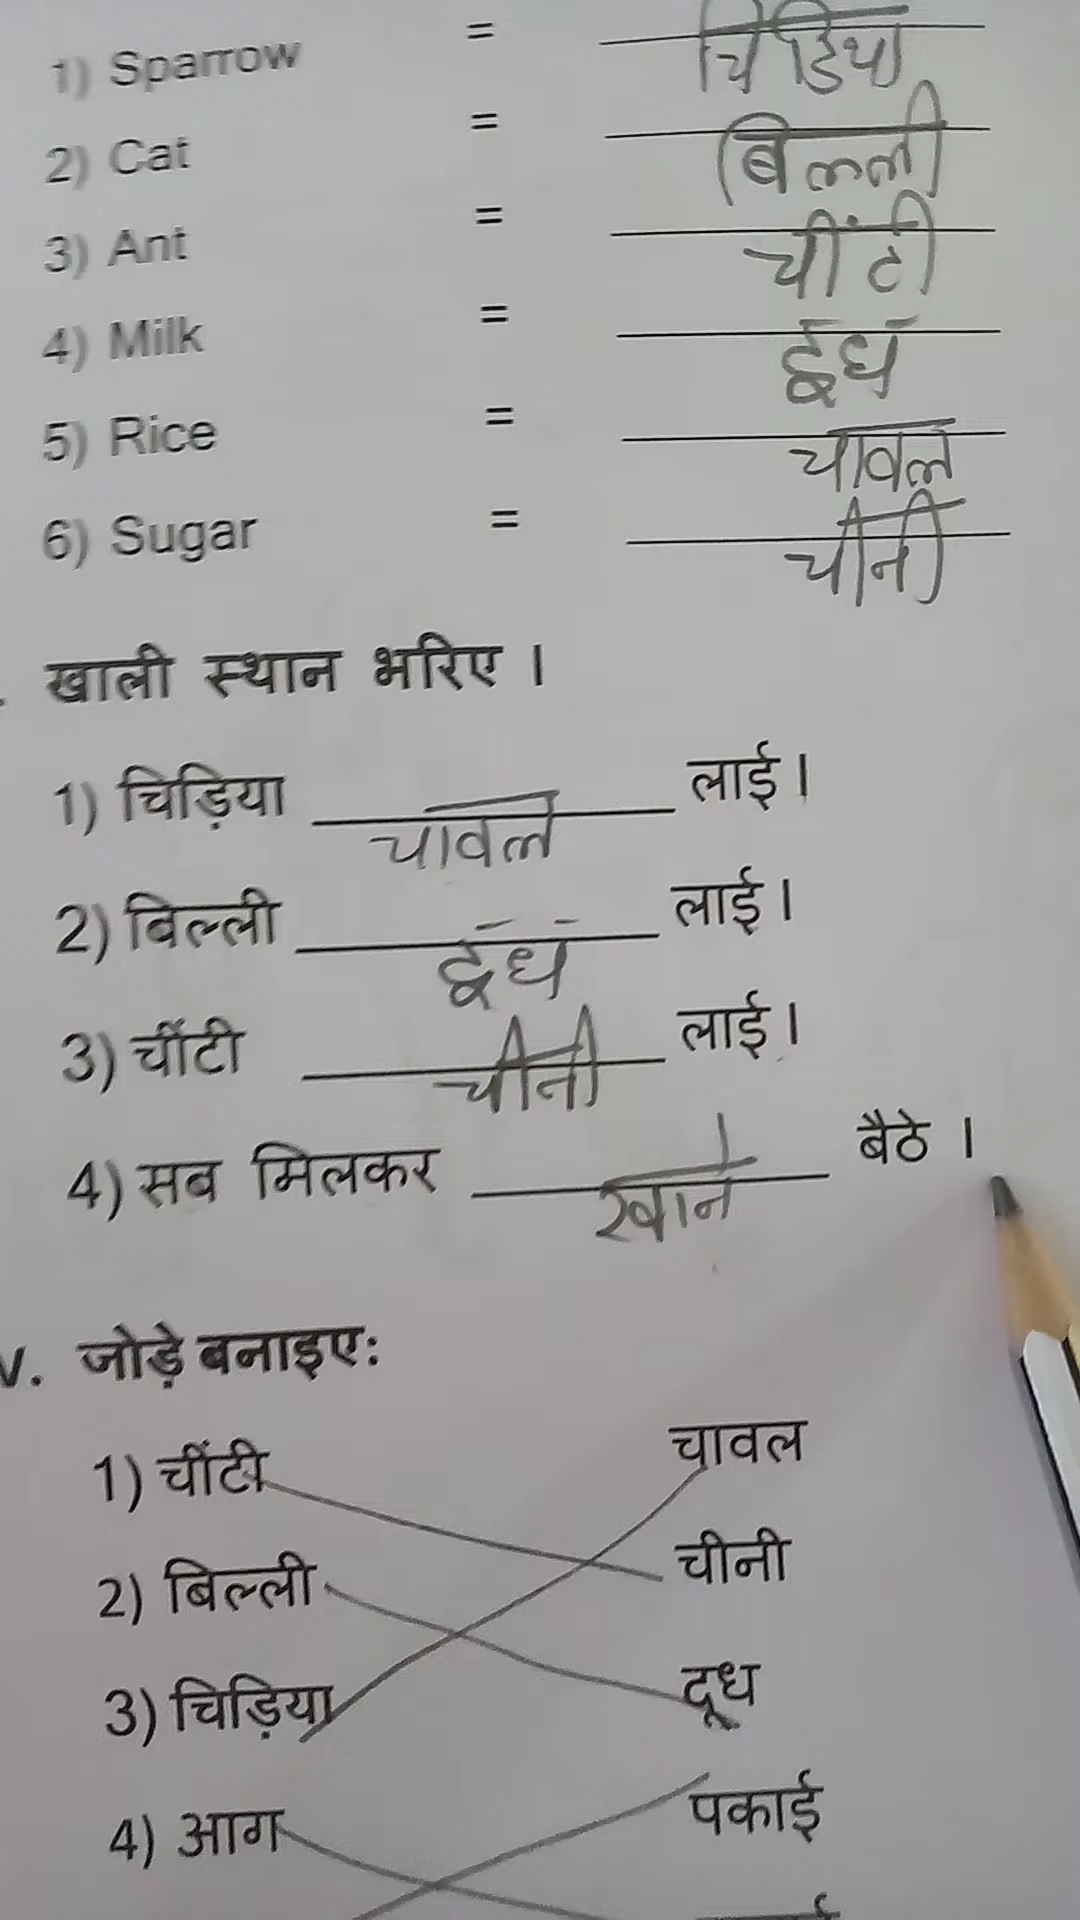 1) Sparrow = चिडिया
2) Cat = बिल्ली
3) Ant = चींटी
4) Milk = दूध
5) Rice = चावल
6) Sugar = चीनी
खाली स्थान भरिए ।
1) चिड़िया चावल लाई ।
2) बिल्ली दूध लाई ।
3) चींटी चीनी लाई ।
4) सब मिलकर खाने बैठे ।
V. जोड़े बनाइए:
1) चींटी चावल
2) बिल्ली चीनी
3) चिड़िया दूध
4) आग पकाई